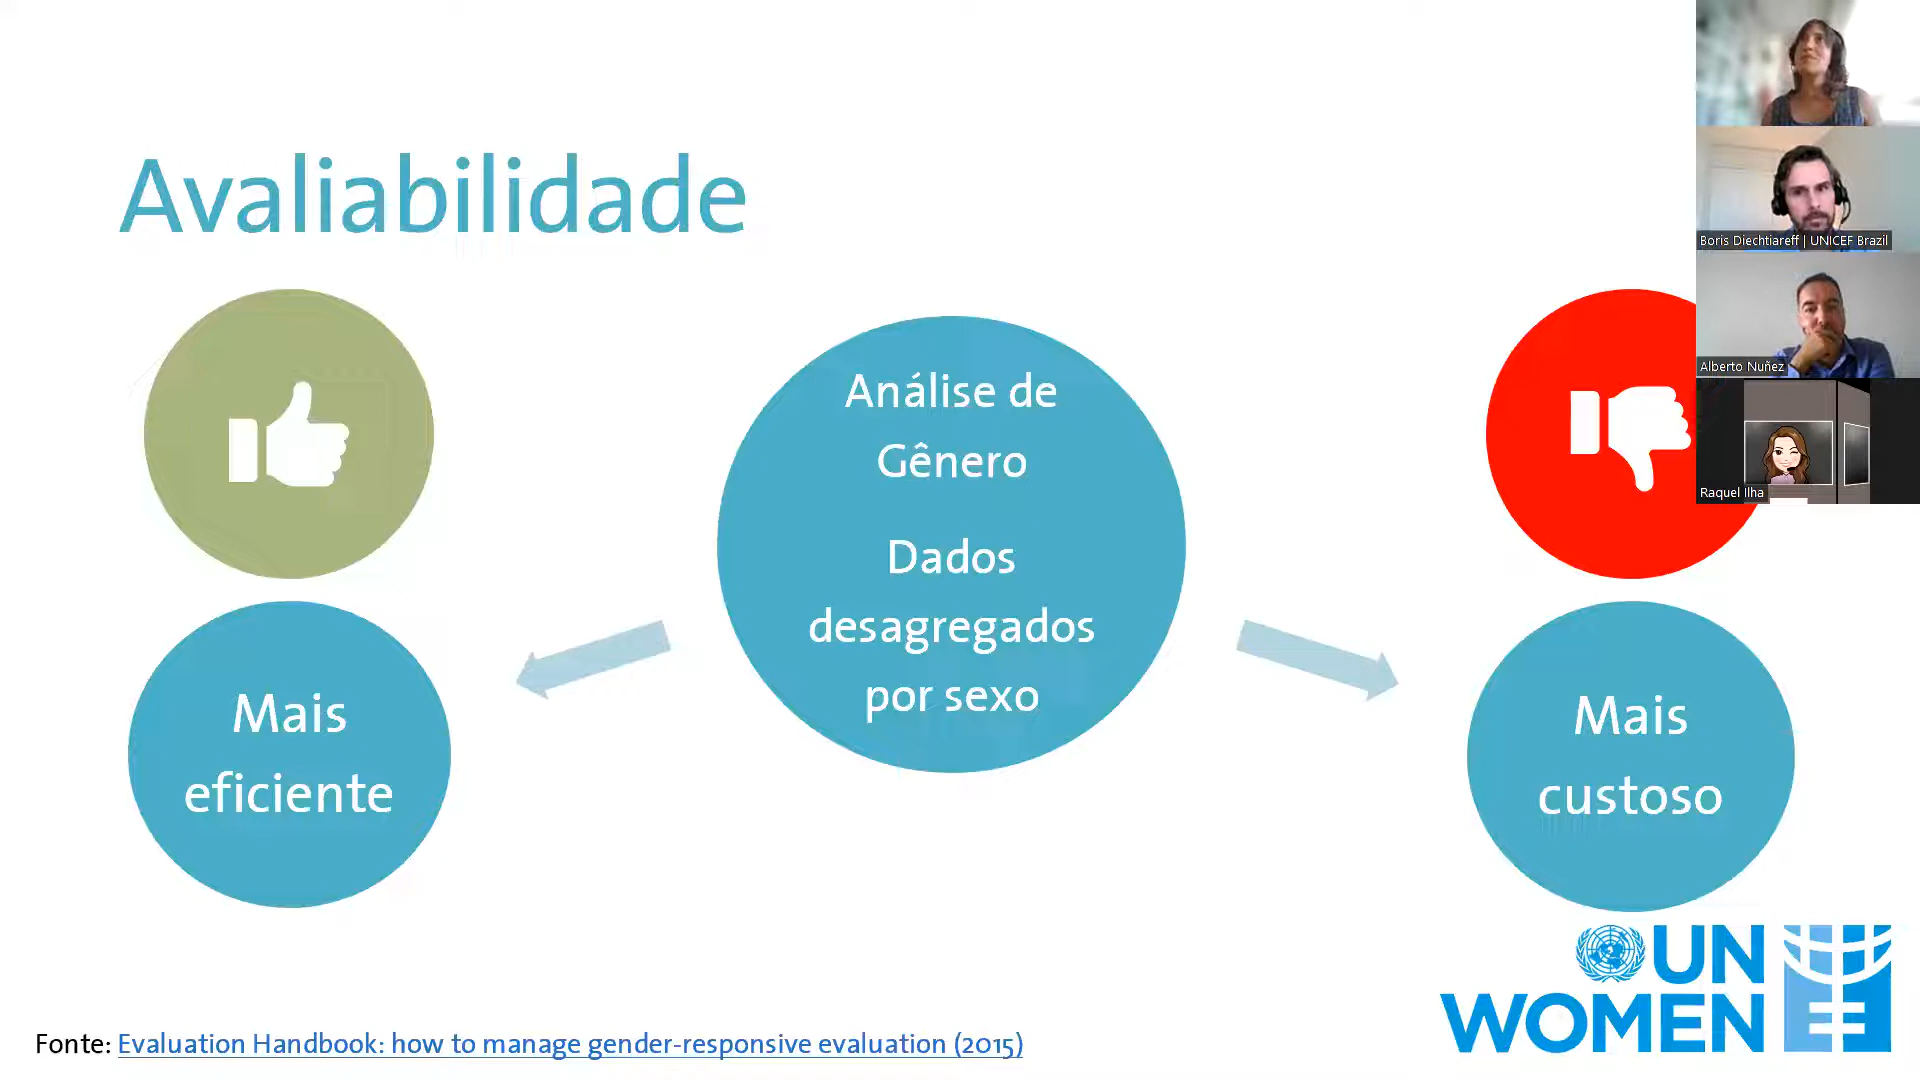 Avaliabilidade
Análise de
Gênero
Dados
desagregados
por sexo
Mais
eficiente
Mais
custoso
Boris Diechtiareff | UNICEF Brazil
Alberto Nuñez
Raquel Ilha
UN
WOMEN
Fonte: Evaluation Handbook: how to manage gender-responsive evaluation (2015)